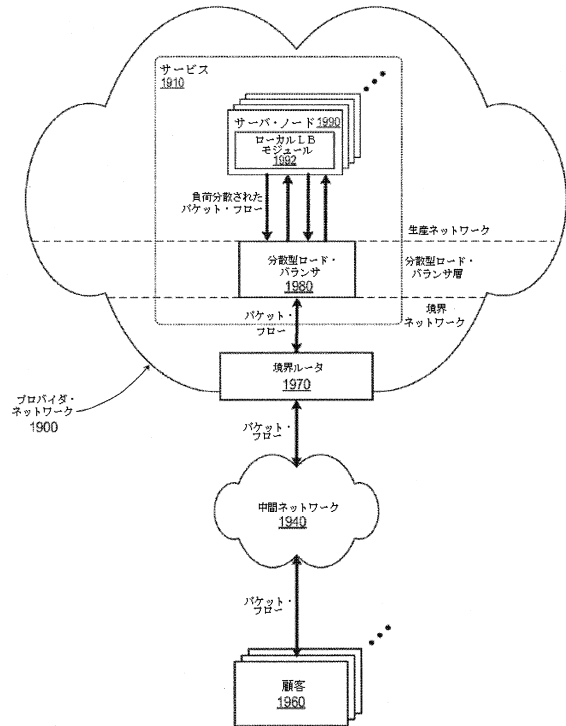 サービス
1910
サーバ・ノード 1990
ローカルLB
モジュール
1992
負荷分散された
パケット・フロー
生産ネットワーク
分散型ロード・
バランサ
1980
分散型ロード・
バランサ層
境界
ネットワーク
パケット・
フロー
境界ルータ
1970
プロバイダ・
ネットワーク
1900
パケット・
フロー
中間ネットワーク
1940
パケット・
フロー
顧客
1960